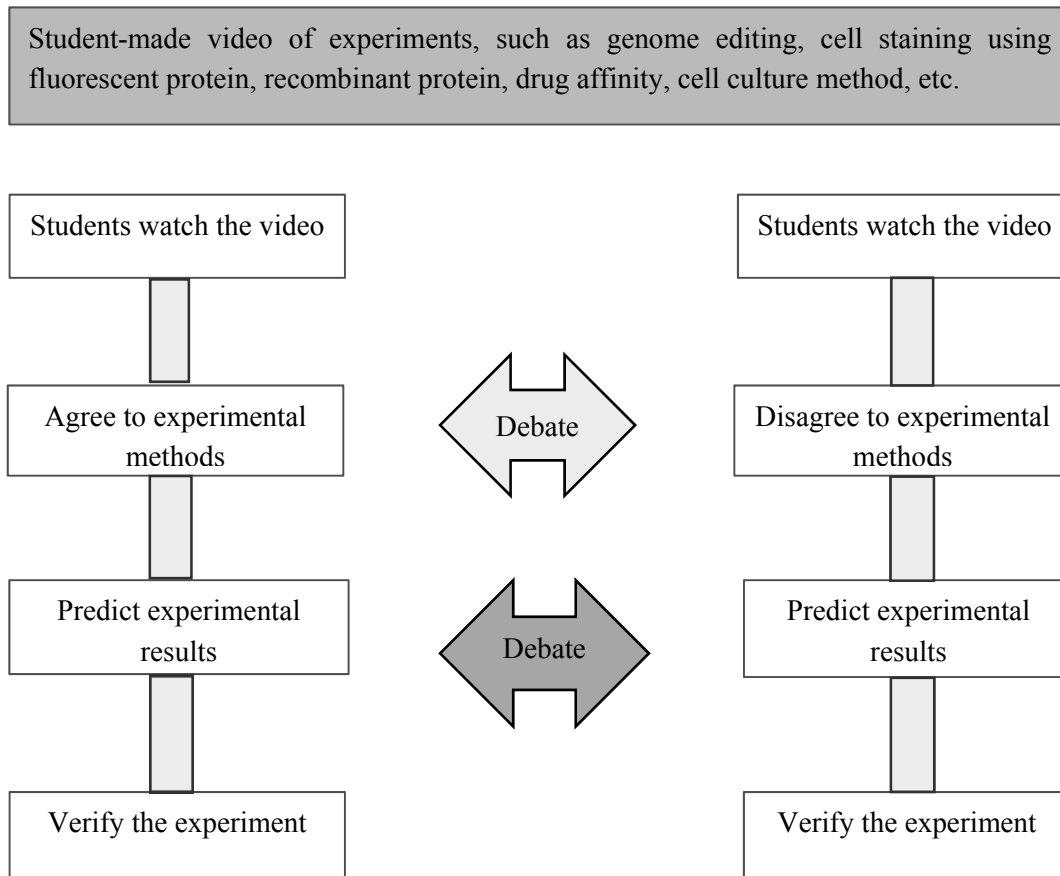 Student-made video of experiments, such as genome editing, cell staining using
fluorescent protein, recombinant protein, drug affinity, cell culture method, etc.
Students watch the video
Students watch the video
Agree to experimental
methods
Debate
Disagree to experimental
methods
Predict experimental
results
Debate
Predict experimental
results
Verify the experiment
Verify the experiment